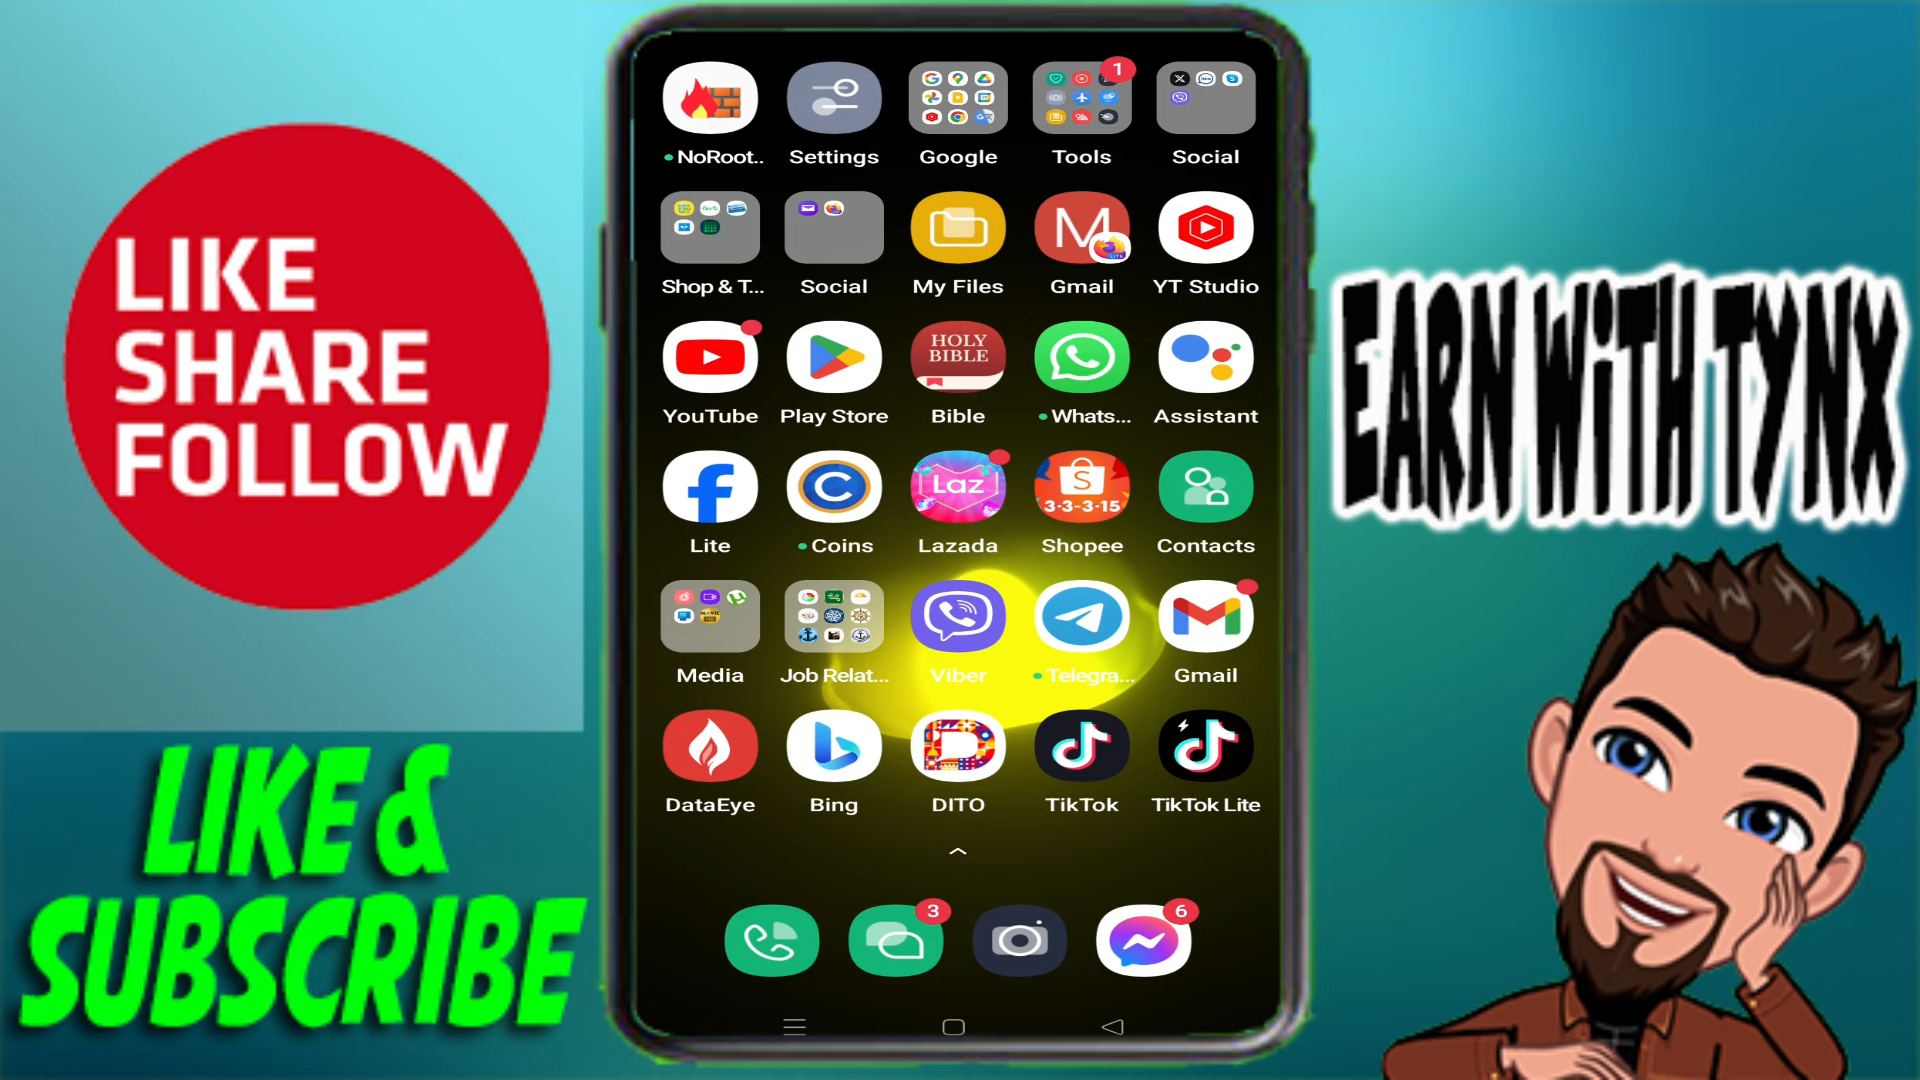 LIKE
SHARE
FOLLOW
LIKE &
SUBSCRIBE
1
NoRoot..
Settings
Google
Tools
Social
Shop & T...
Social
My Files
M
LITE
Gmail
YT Studio
HOLY
BIBLE
YouTube
Play Store
Bible
Whats...
Assistant
Laz
S
3-3-3-15
Lite
Coins
Lazada
Shopee
Contacts
Media
Job Relat...
Viber
Telegra...
Gmail
DataEye
Bing
DITO
TikTok
TikTok Lite
3
6
EARN WiTH TYNX